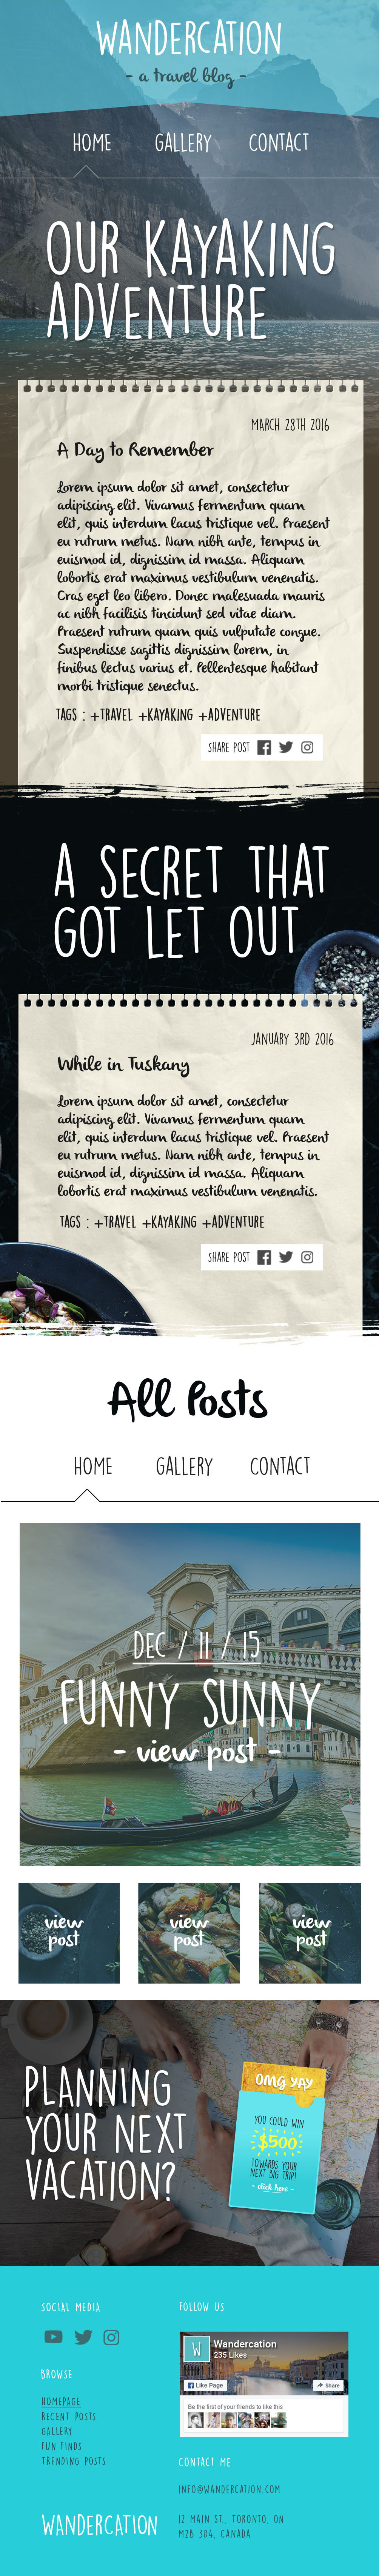 WANDERCATION
- a travel blog -
HOME GALLERY CONTACT
OUR KAYAKING
ADVENTURE
MARCH 28TH 2016
A Day to Remember
Lorem ipsum dolor sit amet, consectetur
adipiscing elit. Vivamus fermentum quam
elit, quis interdum lacus tristique vel. Praesent
eu rutrum metus. Nam nibh ante, tempus in
euismod id, dignissim id massa. Aliquam
lobortis erat maximus vestibulum venenatis.
Cras eget leo libero. Donec malesuada mauris
ac nibh facilisis tincidunt sed vitae diam.
Praesent rutrum quam quis vulputate congue.
Suspendisse sagittis dignissim lorem, in
finibus lectus varius et. Pellentesque habitant
morbi tristique senectus.
TAGS : +TRAVEL +KAYAKING +ADVENTURE
SHARE POST
A SECRET THAT
GOT LET OUT
JANUARY 3RD 2016
While in Tuskany
Lorem ipsum dolor sit amet, consectetur
adipiscing elit. Vivamus fermentum quam
elit, quis interdum lacus tristique vel. Praesent
eu rutrum metus. Nam nibh ante, tempus in
euismod id, dignissim id massa. Aliquam
lobortis erat maximus vestibulum venenatis.
TAGS : +TRAVEL +KAYAKING +ADVENTURE
SHARE POST
All Posts
HOME GALLERY CONTACT
DEC / 11 / 15
FUNNY SUNNY
- view post -
view
post
view
post
view
post
PLANNING
YOUR NEXT
VACATION?
OMG YAY
YOU COULD WIN
$500
TOWARDS YOUR
NEXT BIG TRIP!
- click here -
SOCIAL MEDIA
BROWSE
HOMEPAGE
RECENT POSTS
GALLERY
FUN FINDS
TRENDING POSTS
WANDERCATION
FOLLOW US
W
Wandercation
235 Likes
Like Page
Share
Be the first of your friends to like this
CONTACT ME
INFO@WANDERCATION.COM
12 MAIN ST., TORONTO, ON
M2B 3D4, CANADA